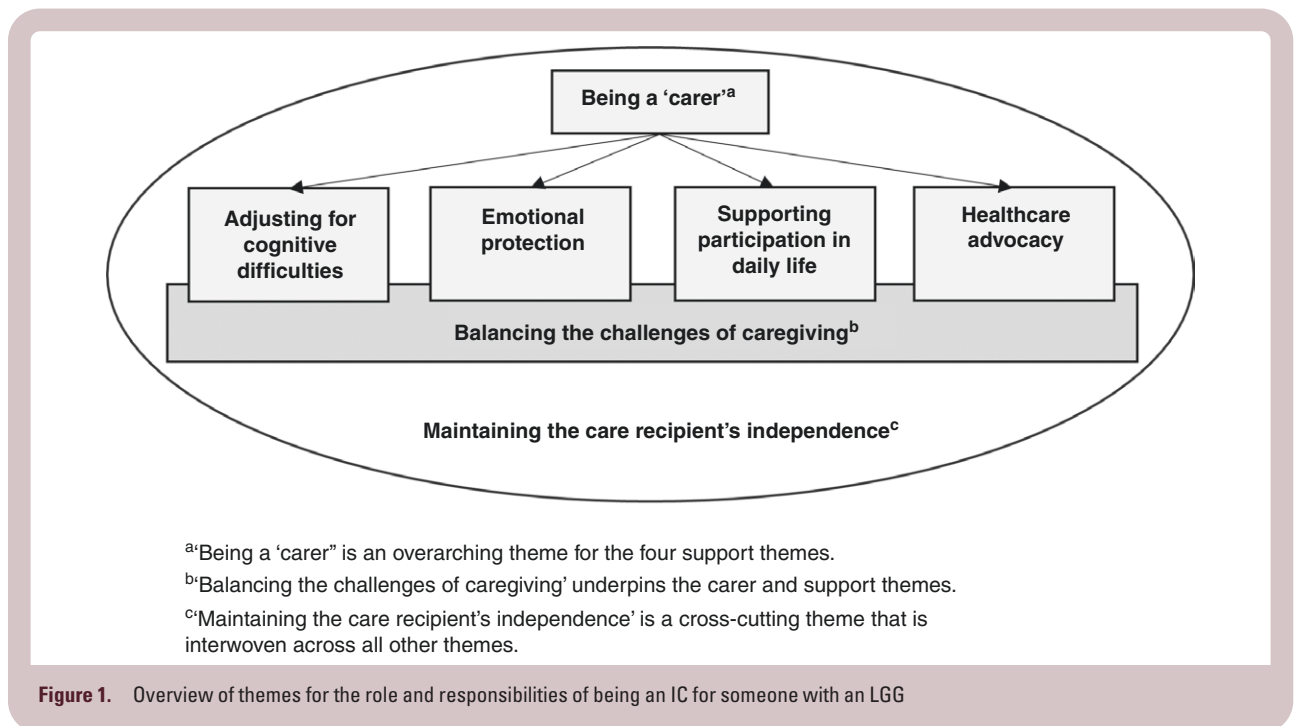 Being a ‘carer’a
Adjusting for
cognitive
difficulties
Emotional
protection
Supporting
participation in
daily life
Healthcare
advocacy
Balancing the challenges of caregivingb
Maintaining the care recipient’s independencec
a‘Being a ‘carer” is an overarching theme for the four support themes.
b‘Balancing the challenges of caregiving’ underpins the carer and support themes.
c‘Maintaining the care recipient’s independence’ is a cross-cutting theme that is
interwoven across all other themes.
Figure 1. Overview of themes for the role and responsibilities of being an IC for someone with an LGG